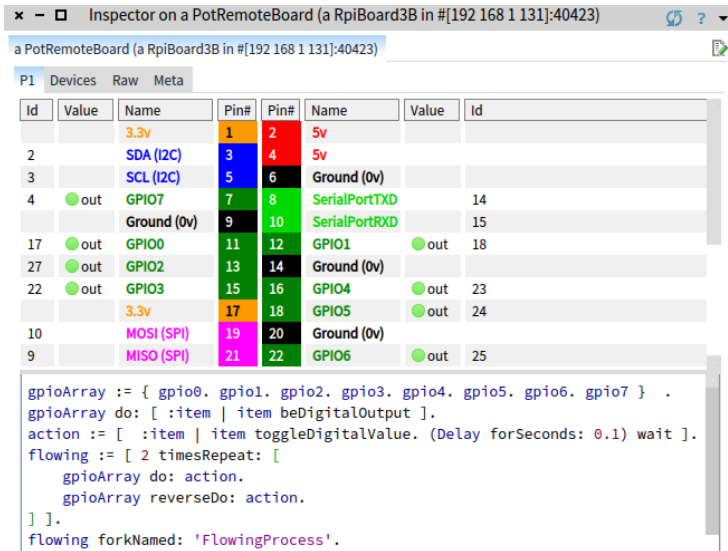 Inspector on a PotRemoteBoard (a RpiBoard3B in #[192 168 1 131]:40423)
a PotRemoteBoard (a RpiBoard3B in #[192 168 1 131]:40423)
P1 Devices Raw Meta
Id Value Name Pin# Pin# Name Value Id
3.3v 1 2 5v
2 SDA (I2C) 3 4 5v
3 SCL (I2C) 5 6 Ground (0v)
4 out GPIO7 7 8 SerialPortTXD 14
Ground (0v) 9 10 SerialPortRXD 15
17 out GPIO0 11 12 GPIO1 out 18
27 out GPIO2 13 14 Ground (0v)
22 out GPIO3 15 16 GPIO4 out 23
3.3v 17 18 GPIO5 out 24
10 MOSI (SPI) 19 20 Ground (0v)
9 MISO (SPI) 21 22 GPIO6 out 25
gpioArray := { gpio0. gpio1. gpio2. gpio3. gpio4. gpio5. gpio6. gpio7 } .
gpioArray do: [ :item | item beDigitalOutput ].
action := [ :item | item toggleDigitalValue. (Delay forSeconds: 0.1) wait ].
flowing := [ 2 timesRepeat: [
gpioArray do: action.
gpioArray reverseDo: action.
] ].
flowing forkNamed: 'FlowingProcess'.